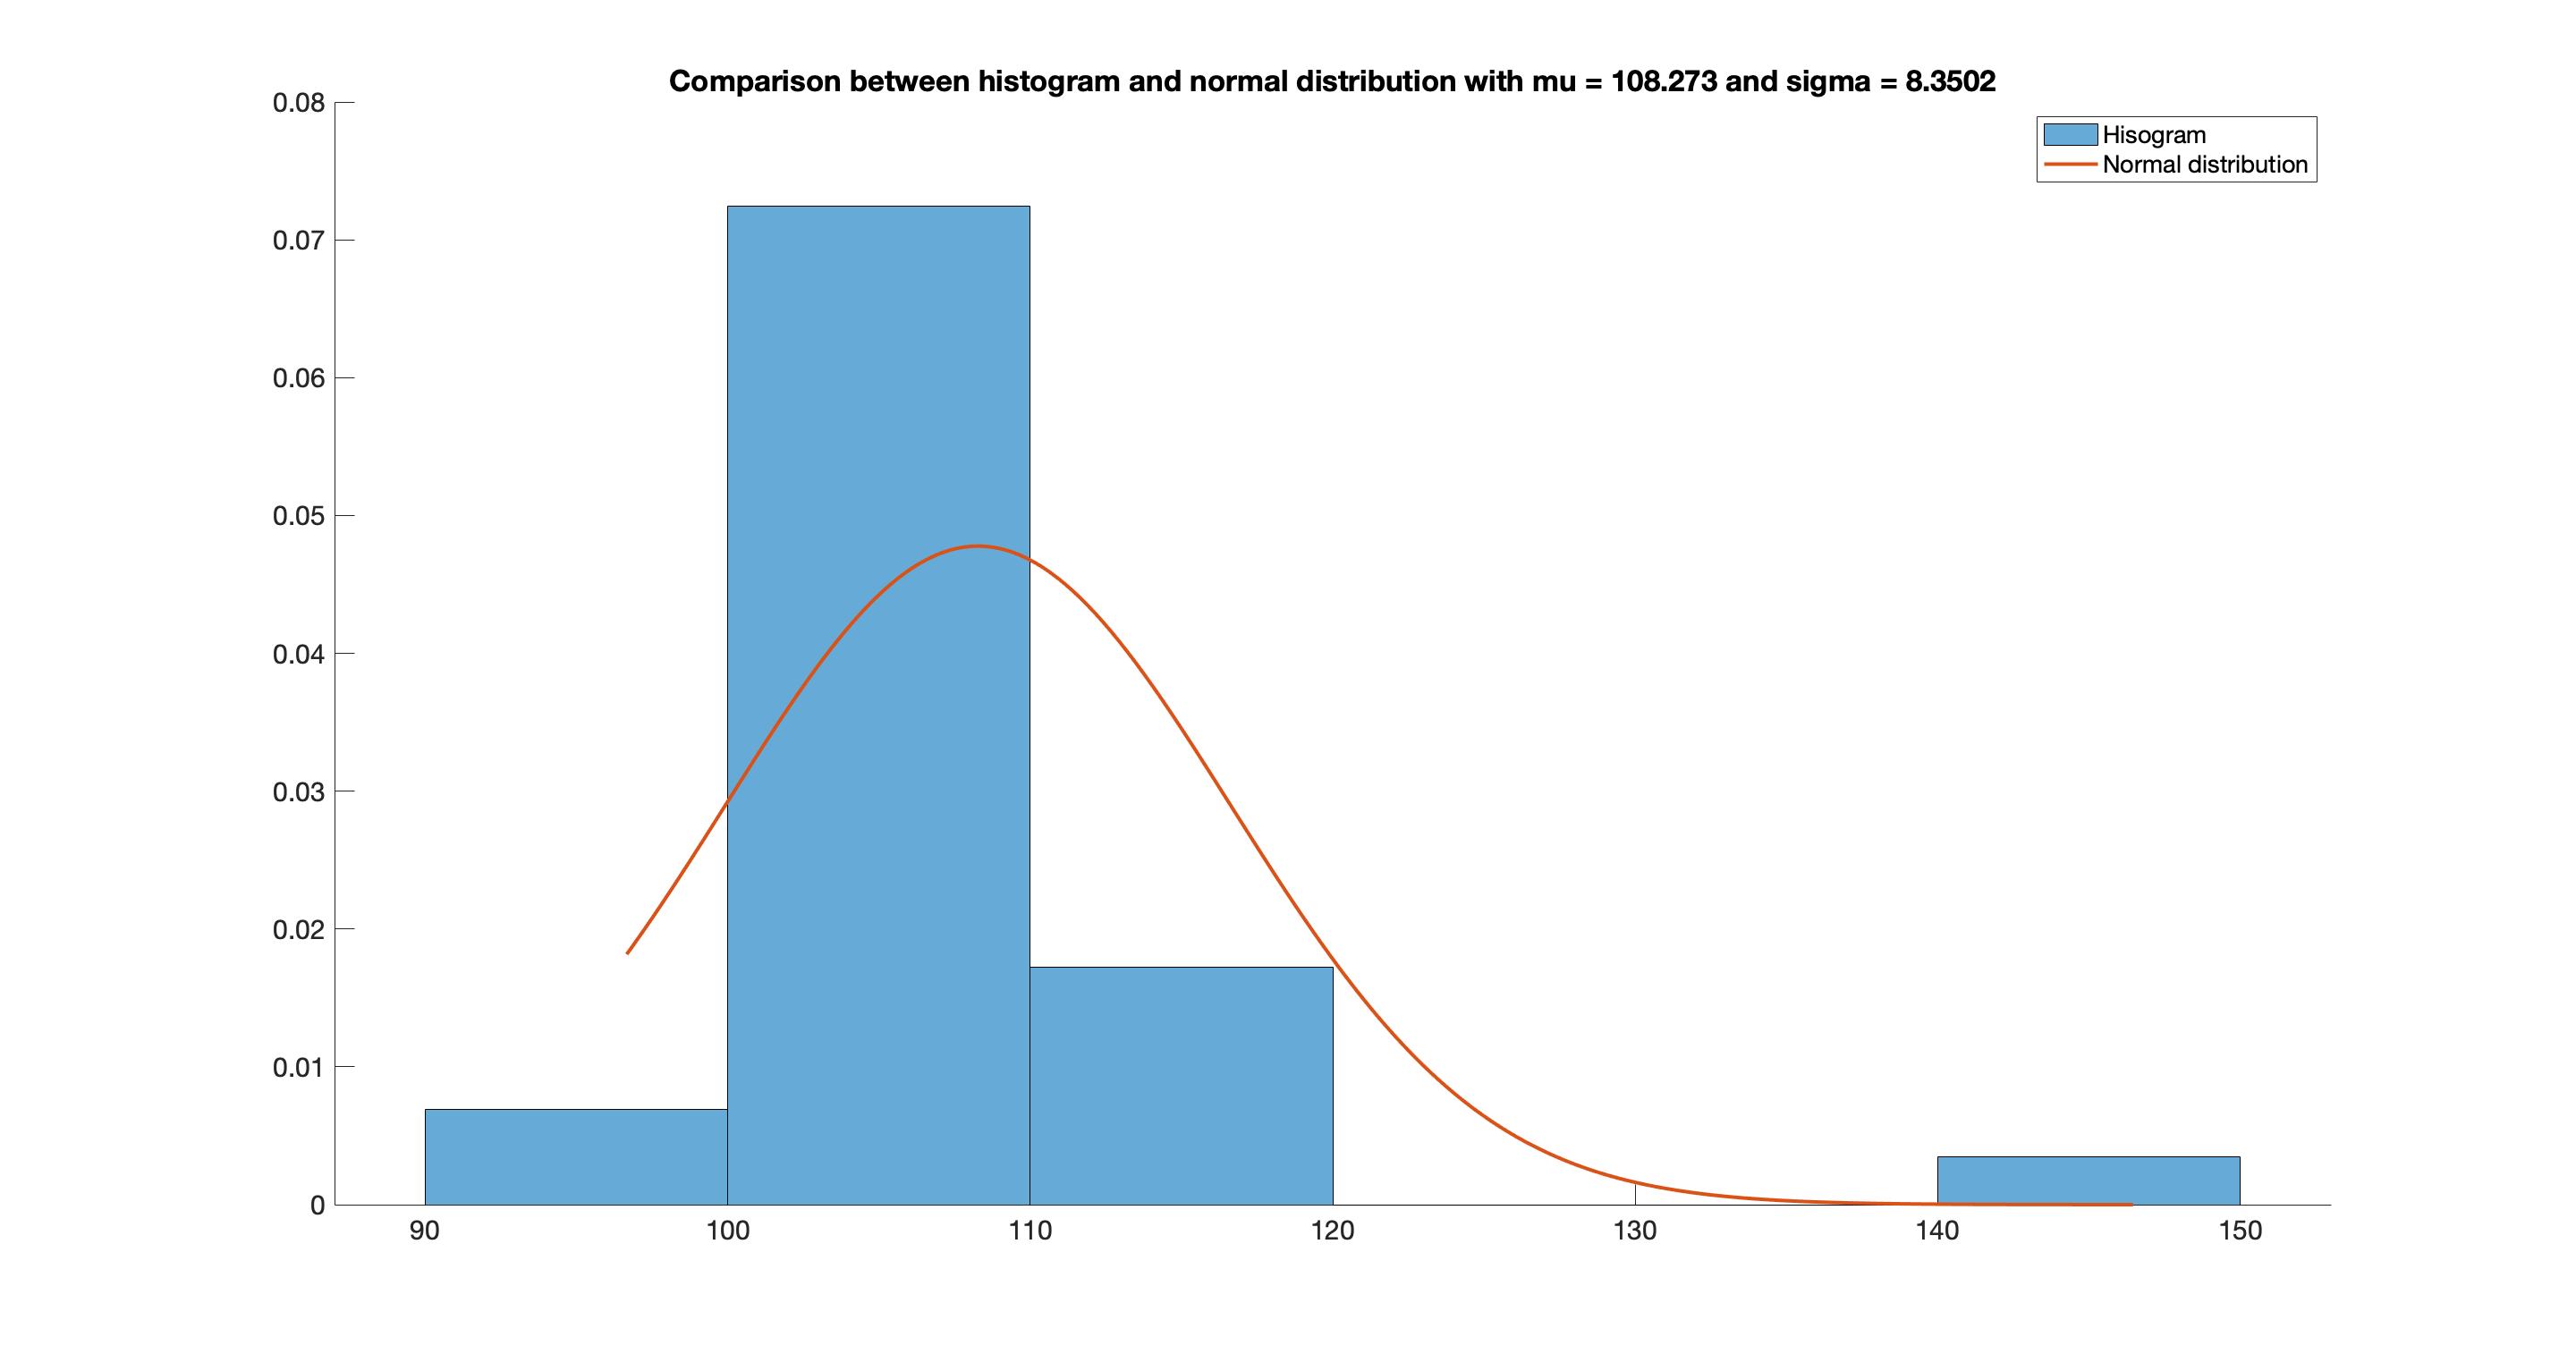 Comparison between histogram and normal distribution with mu = 108.273 and sigma = 8.3502
Hisogram
Normal distribution
0.08
0.07
0.06
0.05
0.04
0.03
0.02
0.01
0
90 100 110 120 130 140 150